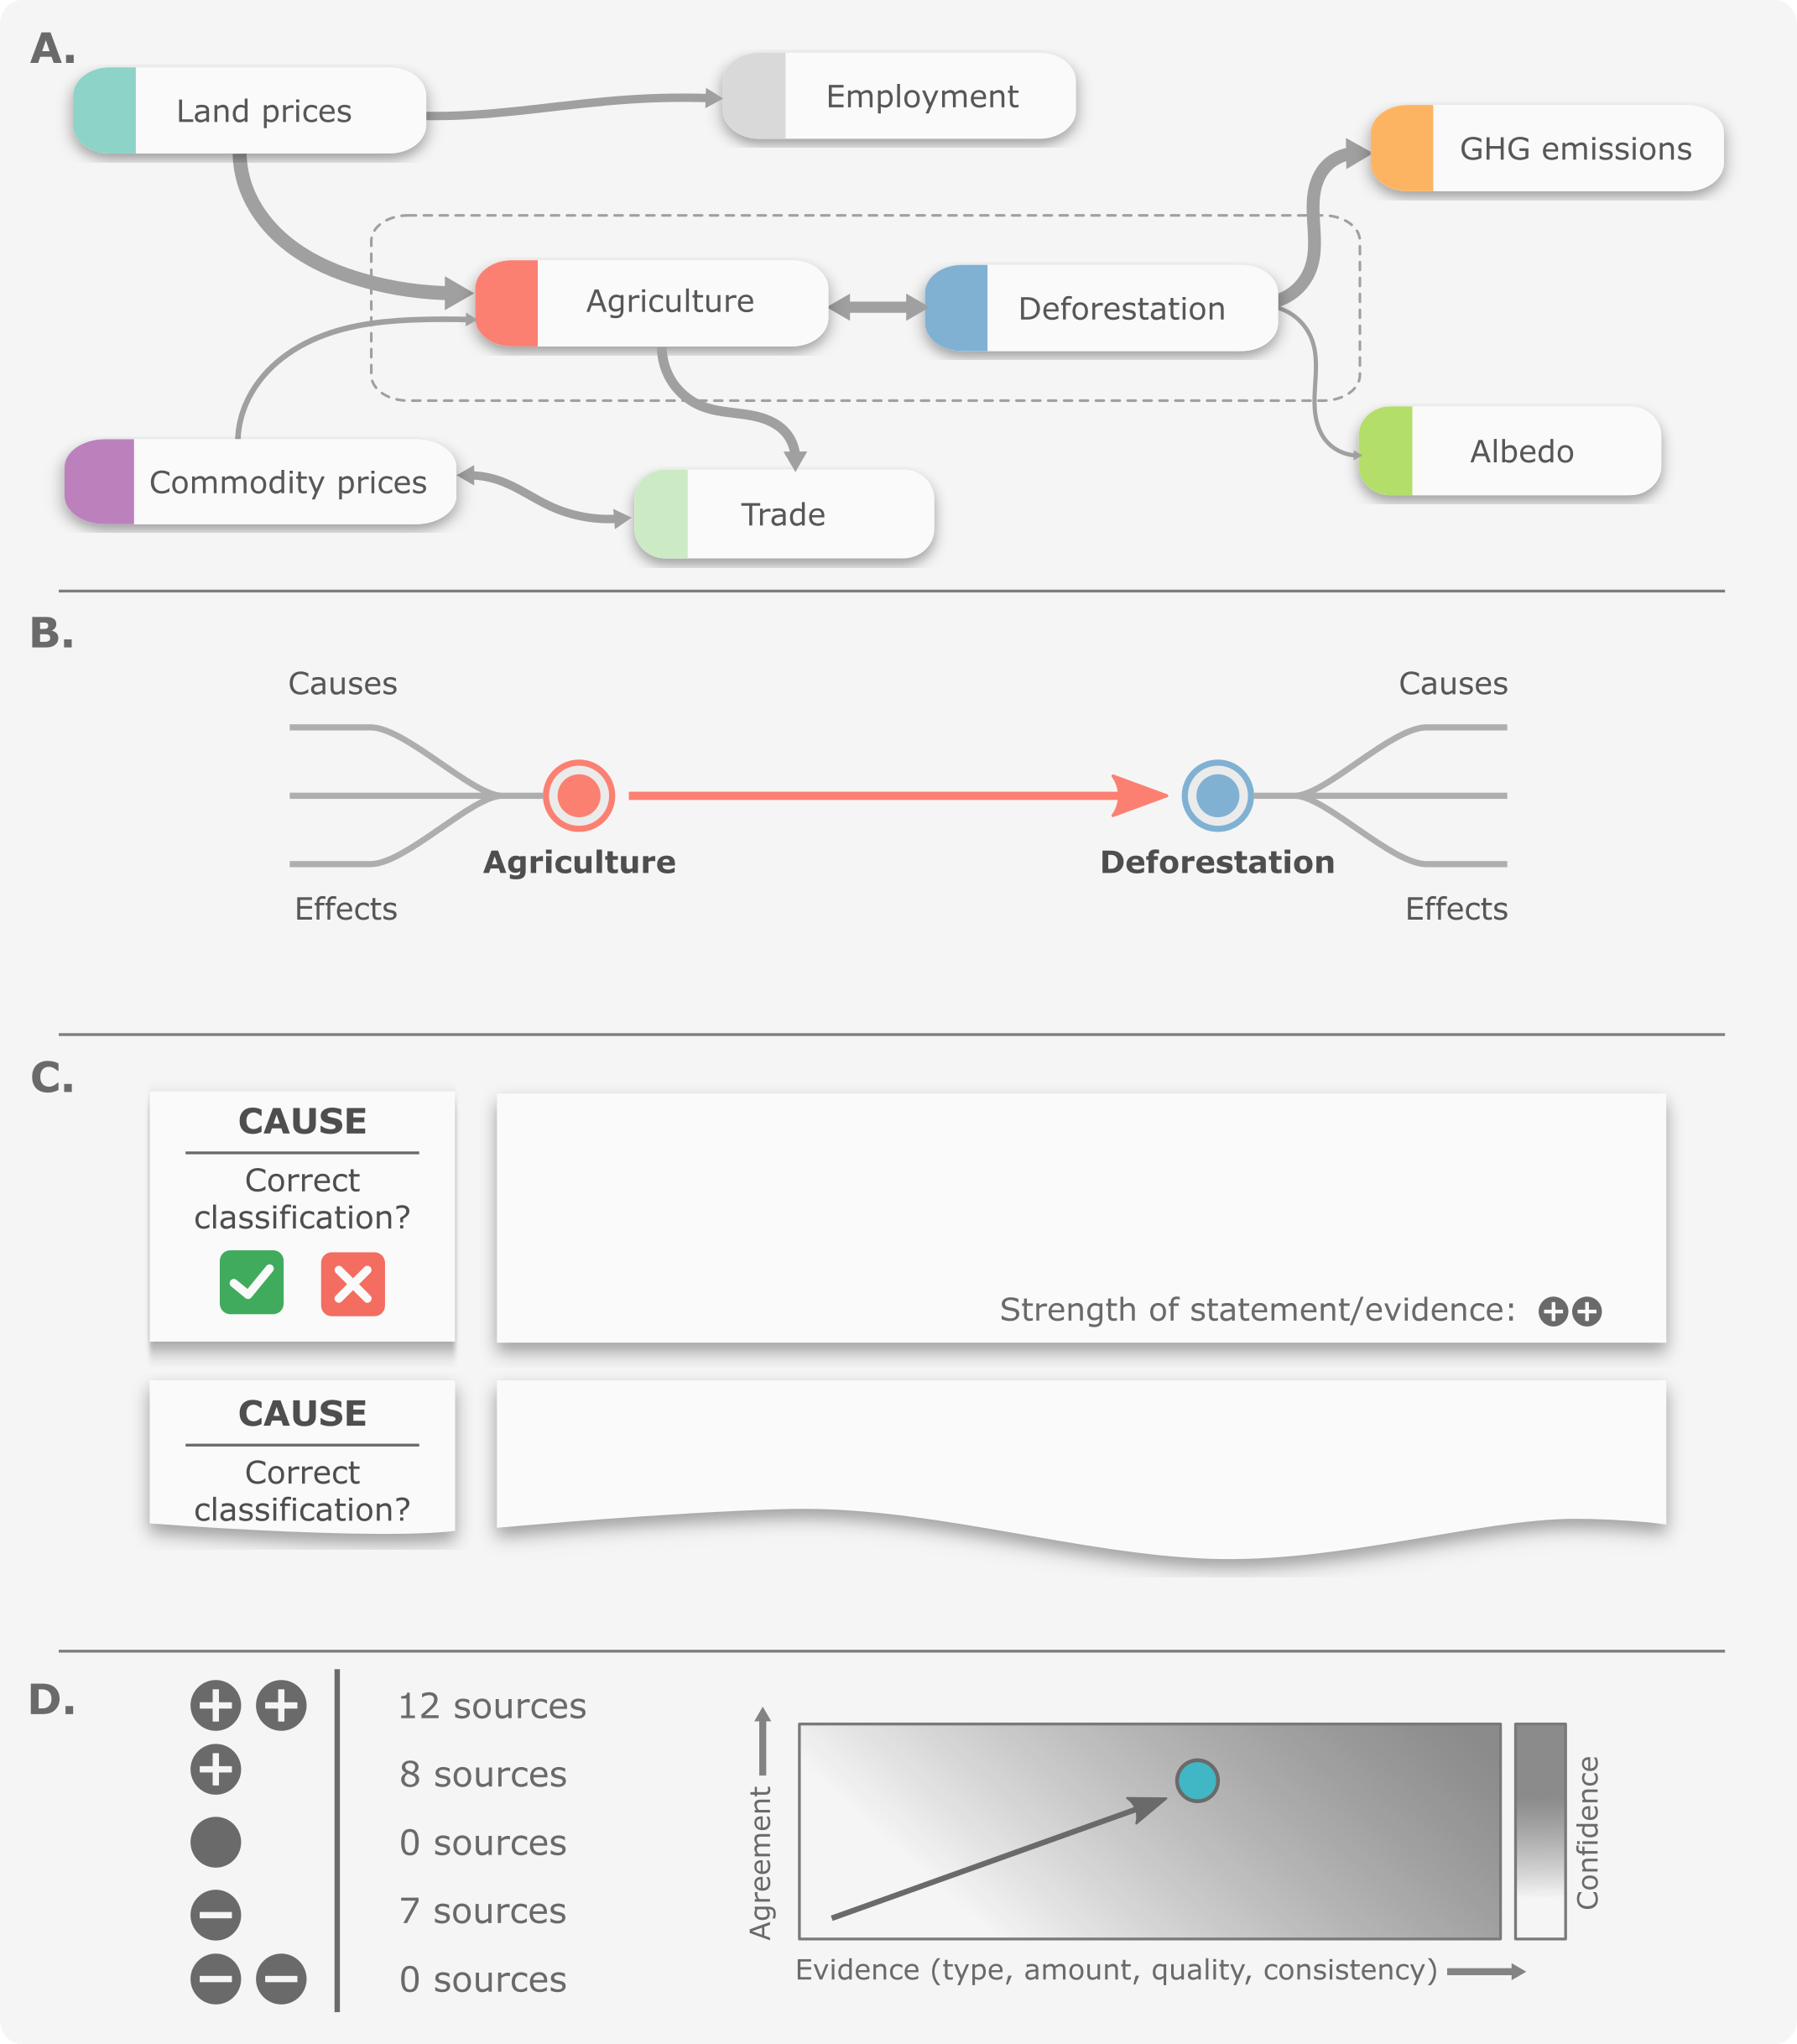 A.
Land prices
Employment
GHG emissions
Agriculture
Deforestation
Commodity prices
Trade
Albedo
B.
Causes
Causes
Agriculture
Deforestation
Effects
Effects
C.
CAUSE
Correct
classification?
Strength of statement/evidence:
CAUSE
Correct
classification?
D.
12 sources
8 sources
0 sources
7 sources
0 sources
Agreement
Confidence
Evidence (type, amount, quality, consistency)